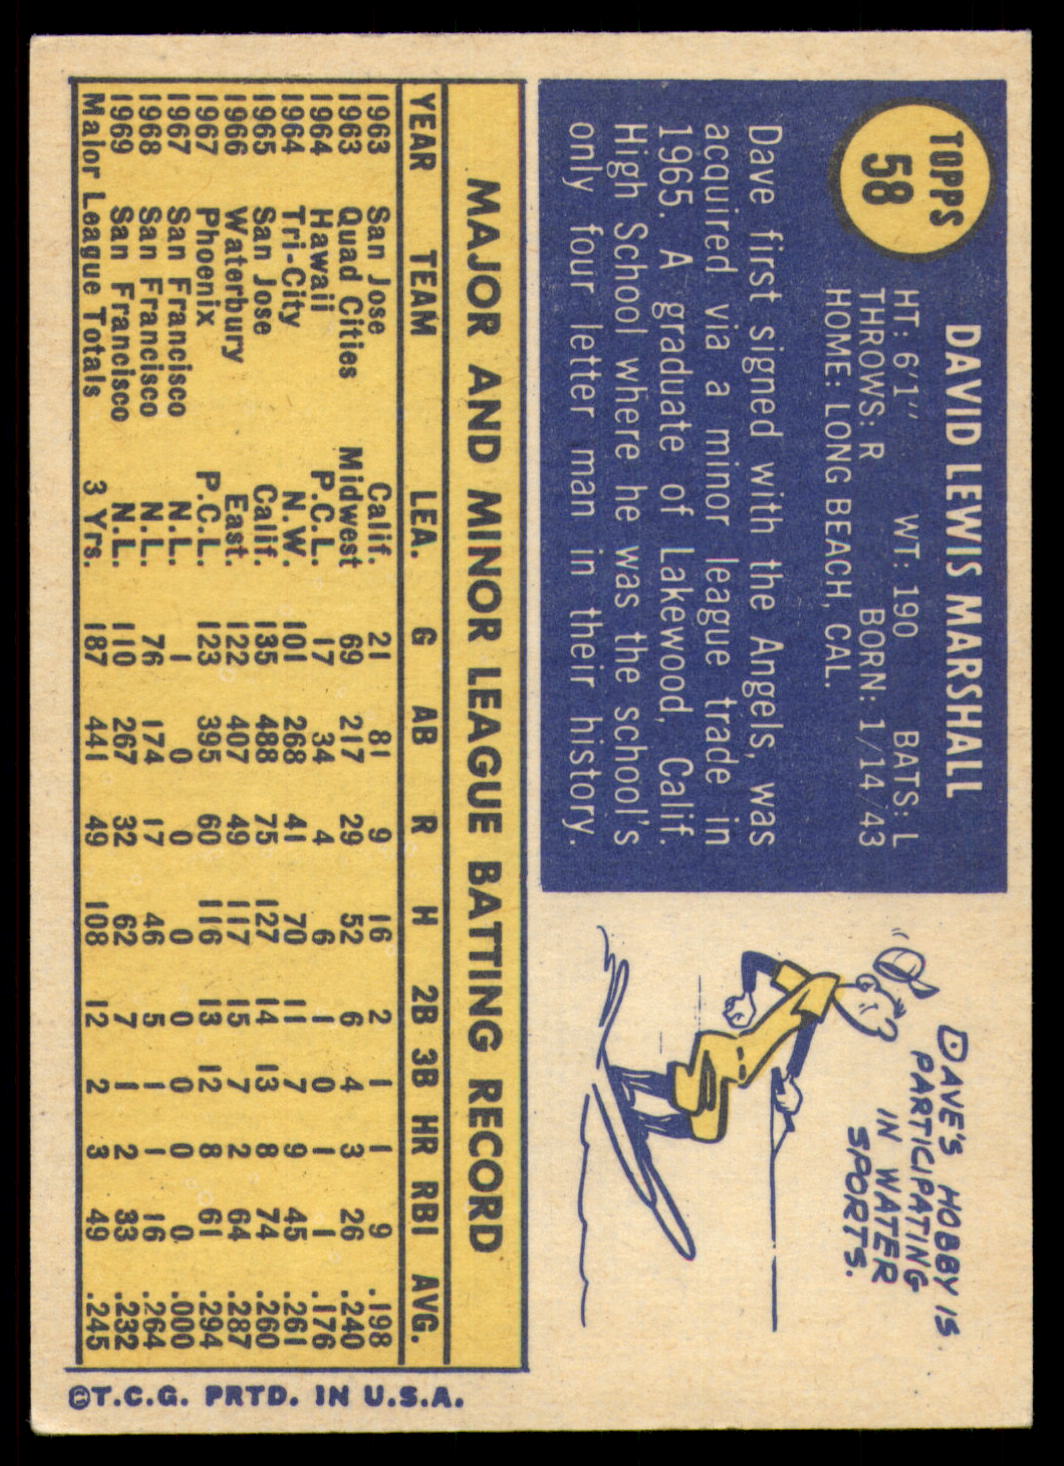 TOPPS
58
DAVID LEWIS MARSHALL
HT: 6'1" WT: 190 BATS: L
THROWS: R BORN: 1/14/43
HOME: LONG BEACH, CAL.
Dave first signed with the Angels, was
acquired via a minor league trade in
1965. A graduate of Lakewood, Calif.
High School where he was the school's
only four letter man in their history.
DAVE'S HOBBY IS
PARTICIPATING
IN WATER
SPORTS.
MAJOR AND MINOR LEAGUE BATTING RECORD
YEAR TEAM LEA. G AB R H 2B 3B HR RBI AVG.
1963 San Jose Calif. 21 81 9 16 2 1 1 9 .198
1963 Quad Cities Midwest 69 217 29 52 6 4 3 26 .240
1964 Hawaii P.C.L. 17 34 4 6 1 0 1 1 .176
1964 Tri-City N.W. 101 268 41 70 11 7 9 45 .261
1965 San Jose Calif. 135 488 75 127 14 13 8 74 .260
1966 Waterbury East. 122 407 49 117 15 7 2 64 .287
1967 Phoenix P.C.L. 123 395 60 116 13 12 8 61 .294
1967 San Francisco N.L. 1 0 0 0 0 0 0 0 .000
1968 San Francisco N.L. 76 174 17 46 5 1 1 16 .264
1969 San Francisco N.L. 110 267 32 62 7 1 2 33 .232
Major League Totals 3 Yrs. 187 441 49 108 12 2 3 49 .245
©T.C.G. PRTD. IN U.S.A.